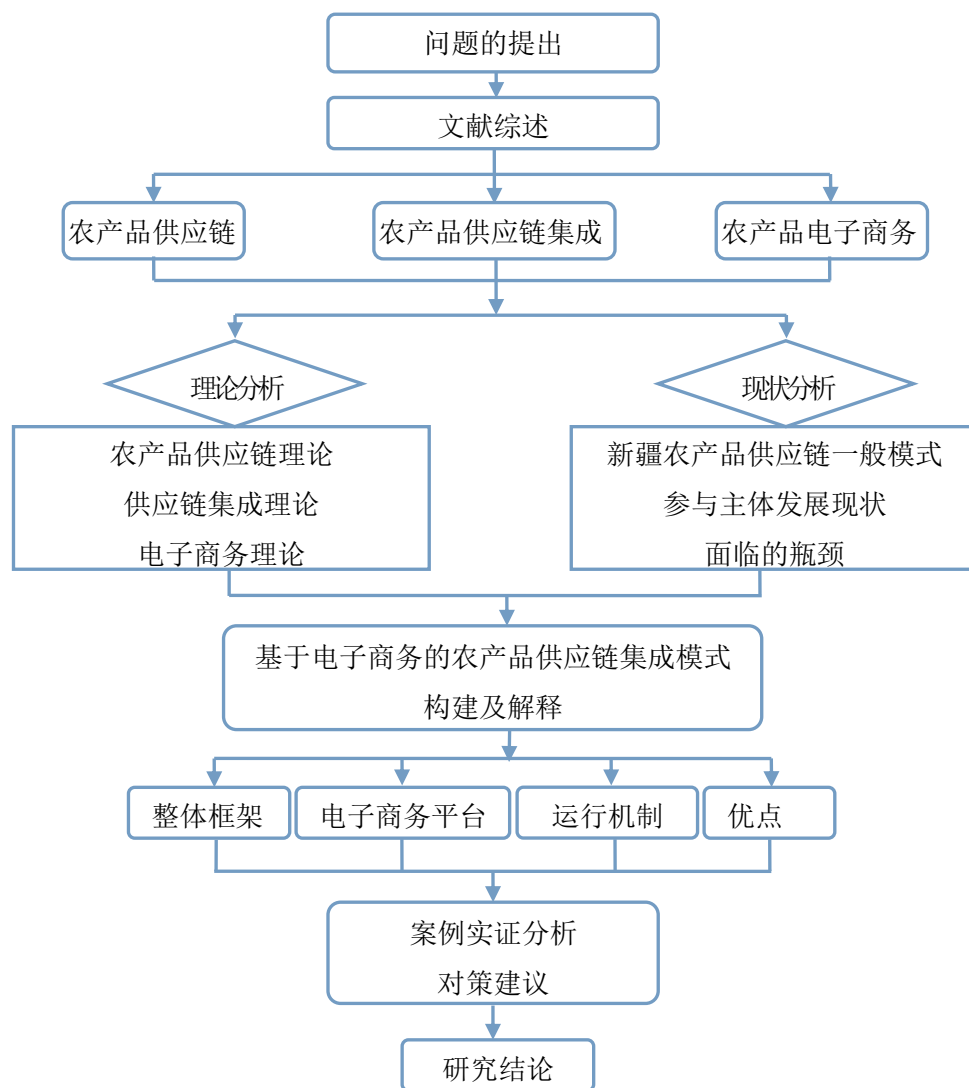 问题的提出
文献综述
农产品供应链
农产品供应链集成
农产品电子商务
理论分析
现状分析
农产品供应链理论
供应链集成理论
电子商务理论
新疆农产品供应链一般模式
参与主体发展现状
面临的瓶颈
基于电子商务的农产品供应链集成模式
构建及解释
整体框架
电子商务平台
运行机制
优点
案例实证分析
对策建议
研究结论